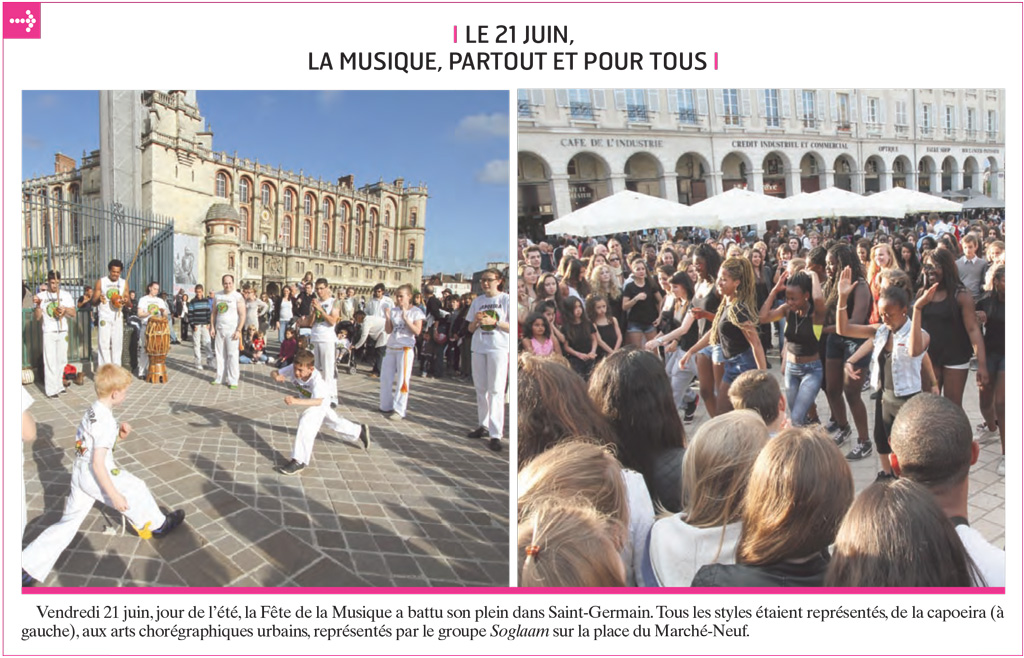 LE 21 JUIN,
LA MUSIQUE, PARTOUT ET POUR TOUS
CAFE DE L'INDUSTRIE
CREDIT INDUSTRIEL ET COMMERCIAL
OPTIQUE
Vendredi 21 juin, jour de l'été, la Fête de la Musique a battu son plein dans Saint-Germain. Tous les styles étaient représentés, de la capoeira (à
gauche), aux arts chorégraphiques urbains, représentés par le groupe Soglaam sur la place du Marché-Neuf.